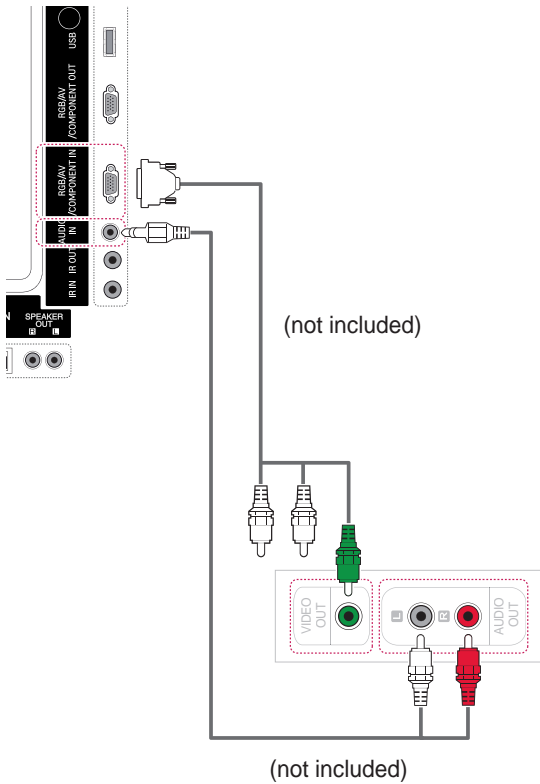 USB
RGB/AV
/COMPONENT OUT
RGB/AV
/COMPONENT IN
AUDIO
IN
IR OUT
IR IN
N
SPEAKER
OUT
R L
(not included)
VIDEO
OUT
L
R
AUDIO
OUT
(not included)